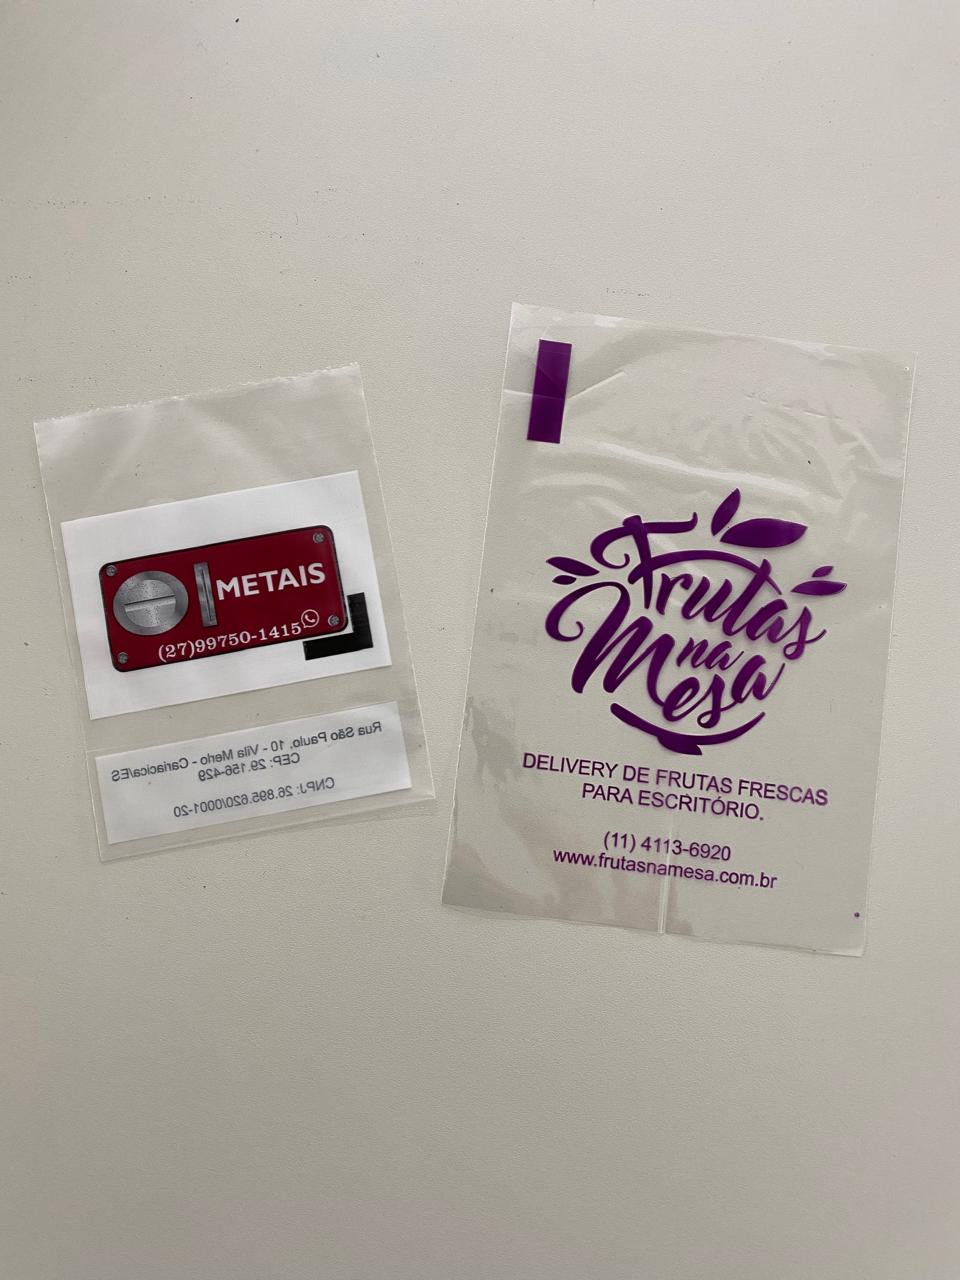 METAIS
(27)99750-1415
Rua São Paulo, 10 - Vila Merlo - Cariacica/ES
CEP: 29.156-429
CNPJ: 26.895.620/0001-20
Frutas
na
Mesa
DELIVERY DE FRUTAS FRESCAS
PARA ESCRITÓRIO.
(11) 4113-6920
www.frutasnamesa.com.br